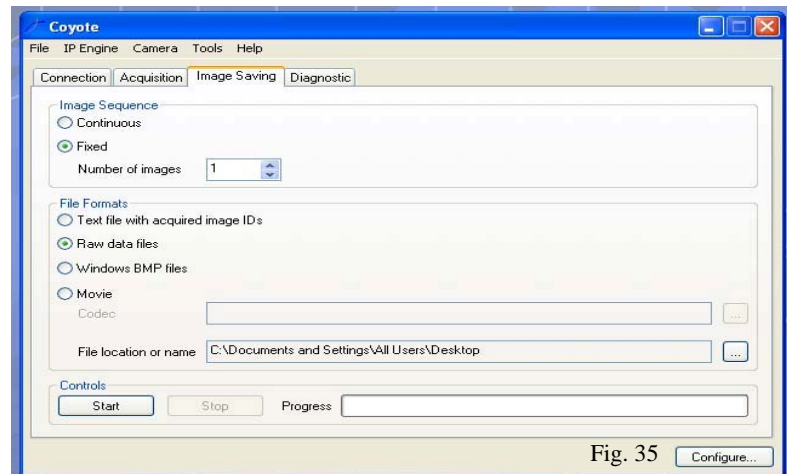 Coyote
File IP Engine Camera Tools Help
Connection Acquisition Image Saving Diagnostic
Image Sequence
Continuous
Fixed
Number of images 1
File Formats
Text file with acquired image IDs
Raw data files
Windows BMP files
Movie
Codec ...
File location or name C:\Documents and Settings\All Users\Desktop ...
Controls
Start Stop Progress
Fig. 35 Configure...